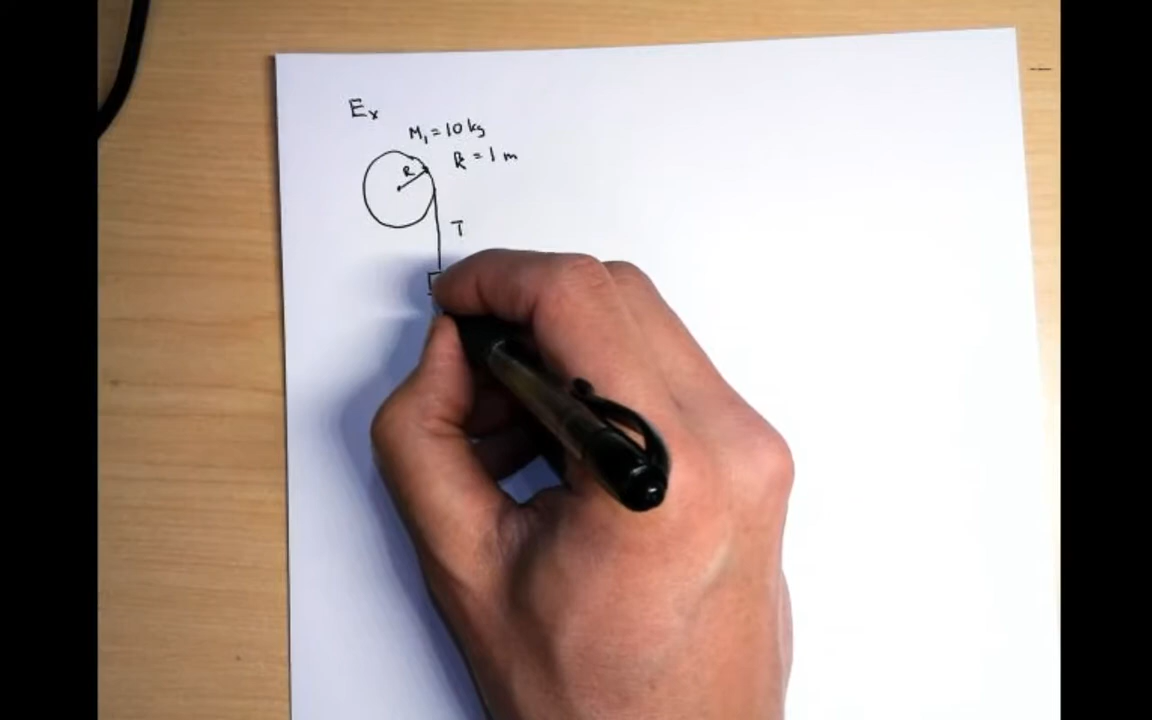 Ex
M₁ = 10 kg
R = 1 m
R
T